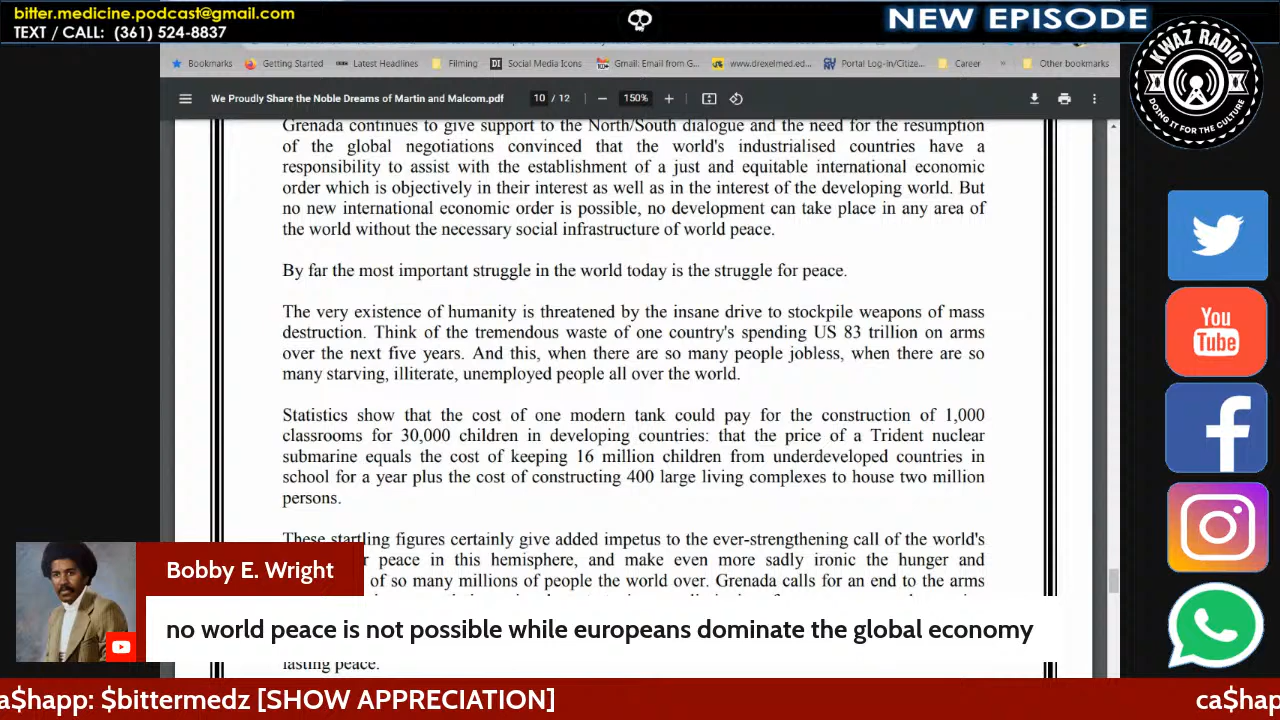 bitter.medicine.podcast@gmail.com
TEXT / CALL: (361) 524-8837
NEW EPISODE
KWAZ RADIO
DOING IT FOR THE CULTURE
Bookmarks Getting Started Latest Headlines Filming Social Media Icons Gmail: Email from G... www.drexelmed.ed... Portal Log-In/Citize... Career » Other bookmarks
We Proudly Share the Noble Dreams of Martin and Malcom.pdf 10 / 12 — 150% +
Grenada continues to give support to the North/South dialogue and the need for the resumption
of the global negotiations convinced that the world's industrialised countries have a
responsibility to assist with the establishment of a just and equitable international economic
order which is objectively in their interest as well as in the interest of the developing world. But
no new international economic order is possible, no development can take place in any area of
the world without the necessary social infrastructure of world peace.
By far the most important struggle in the world today is the struggle for peace.
The very existence of humanity is threatened by the insane drive to stockpile weapons of mass
destruction. Think of the tremendous waste of one country's spending US 83 trillion on arms
over the next five years. And this, when there are so many people jobless, when there are so
many starving, illiterate, unemployed people all over the world.
Statistics show that the cost of one modern tank could pay for the construction of 1,000
classrooms for 30,000 children in developing countries: that the price of a Trident nuclear
submarine equals the cost of keeping 16 million children from underdeveloped countries in
school for a year plus the cost of constructing 400 large living complexes to house two million
persons.
These startling figures certainly give added impetus to the ever-strengthening call of the world's
peace in this hemisphere, and make even more sadly ironic the hunger and
of so many millions of people the world over. Grenada calls for an end to the arms
lasting peace.
Bobby E. Wright
no world peace is not possible while europeans dominate the global economy
You
Tube
ca$happ: $bittermedz [SHOW APPRECIATION] ca$hap